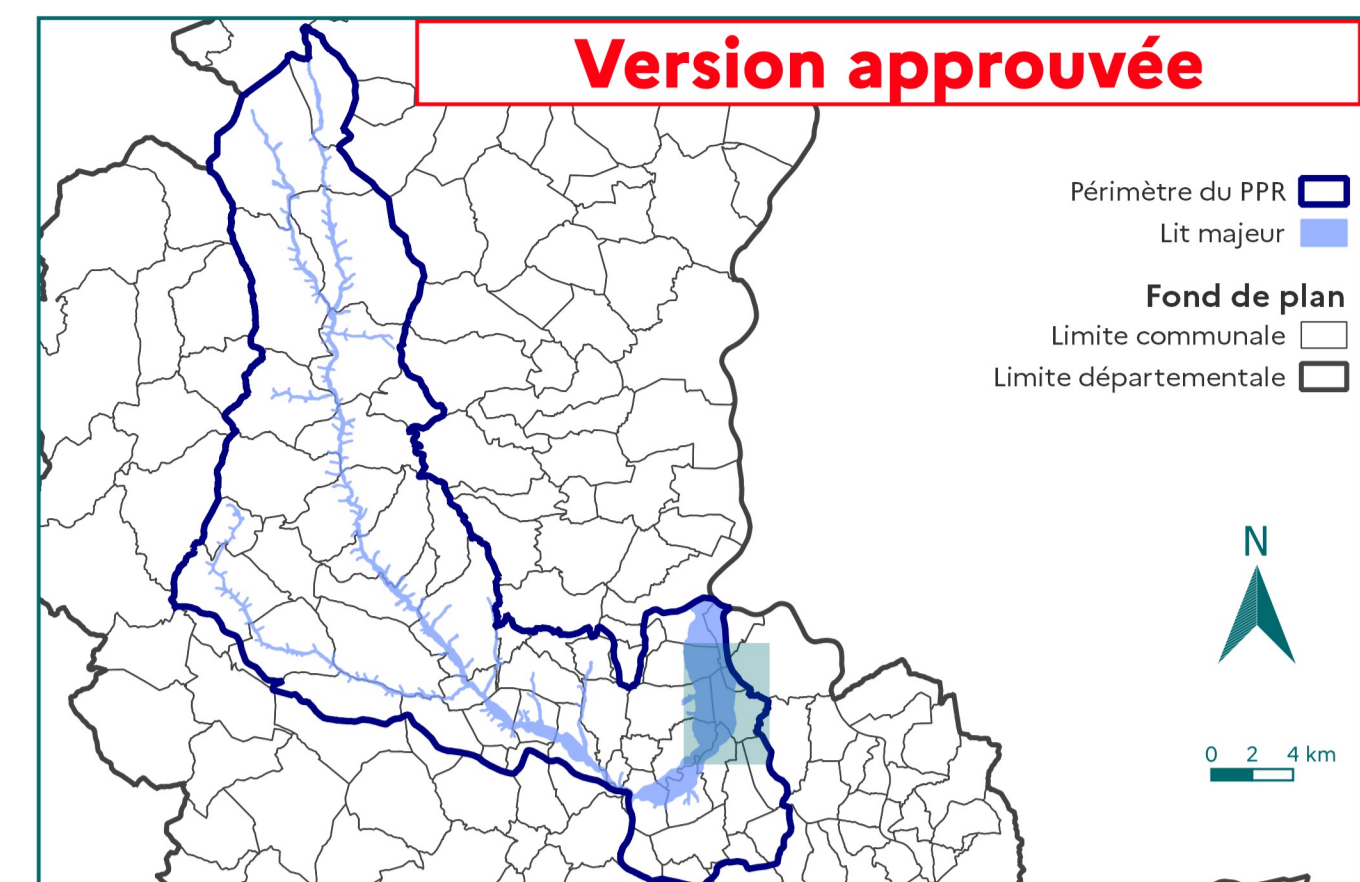 Version approuvée
Périmètre du PPR
Lit majeur
Fond de plan
Limite communale
Limite départementale
N
0 2 4 km